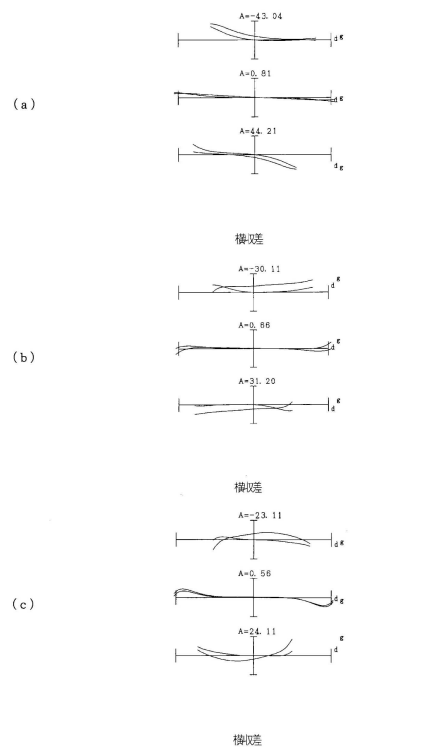 A=-43.04
d g
A=0.81
d g
(a)
A=44.21
d g
横収差
A=-30.11
g
d
A=0.66
g
d
(b)
A=31.20
d g
横収差
A=-23.11
d g
A=0.56
d g
(c)
A=24.11
g
d
横収差